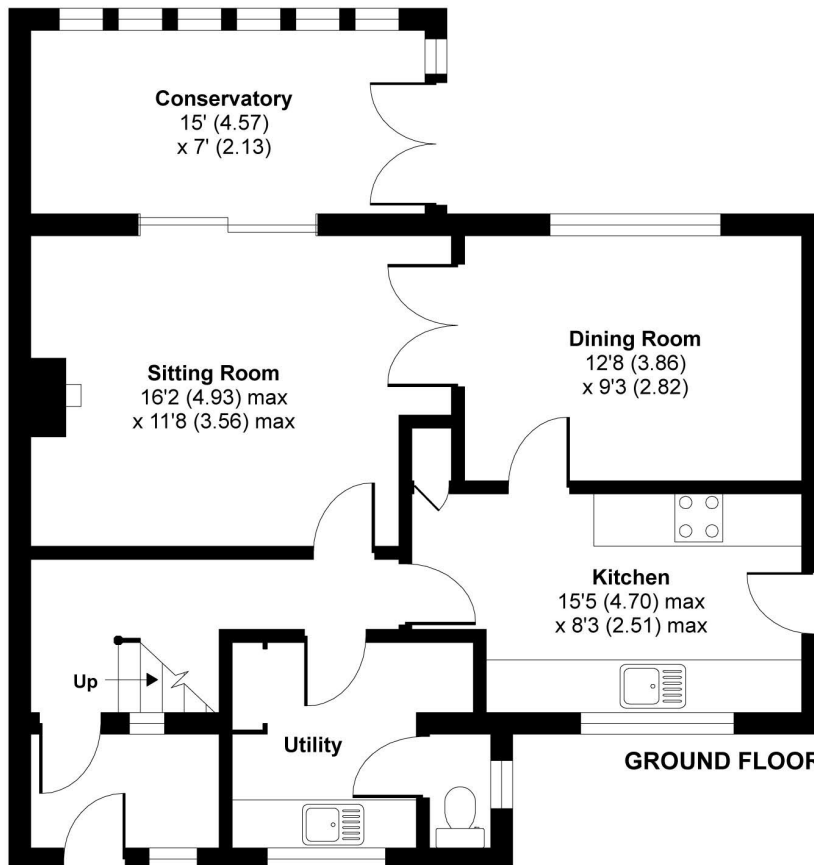 Conservatory
15' (4.57)
x 7' (2.13)
Sitting Room
16'2 (4.93) max
x 11'8 (3.56) max
Dining Room
12'8 (3.86)
x 9'3 (2.82)
Kitchen
15'5 (4.70) max
x 8'3 (2.51) max
Up
Utility
GROUND FLOOR